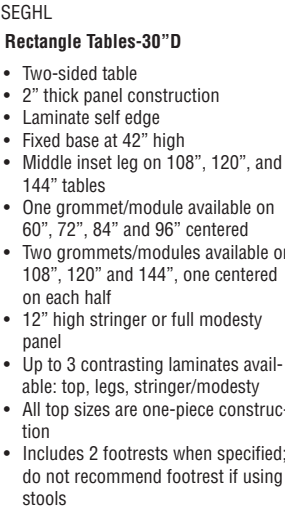 SEGHL
Rectangle Tables-30”D
• Two-sided table
• 2” thick panel construction
• Laminate self edge
• Fixed base at 42” high
• Middle inset leg on 108”, 120”, and
144” tables
• One grommet/module available on
60”, 72”, 84” and 96” centered
• Two grommets/modules available on
108”, 120” and 144”, one centered
on each half
• 12” high stringer or full modesty
panel
• Up to 3 contrasting laminates avail-
able: top, legs, stringer/modesty
• All top sizes are one-piece construc-
tion
• Includes 2 footrests when specified;
do not recommend footrest if using
stools